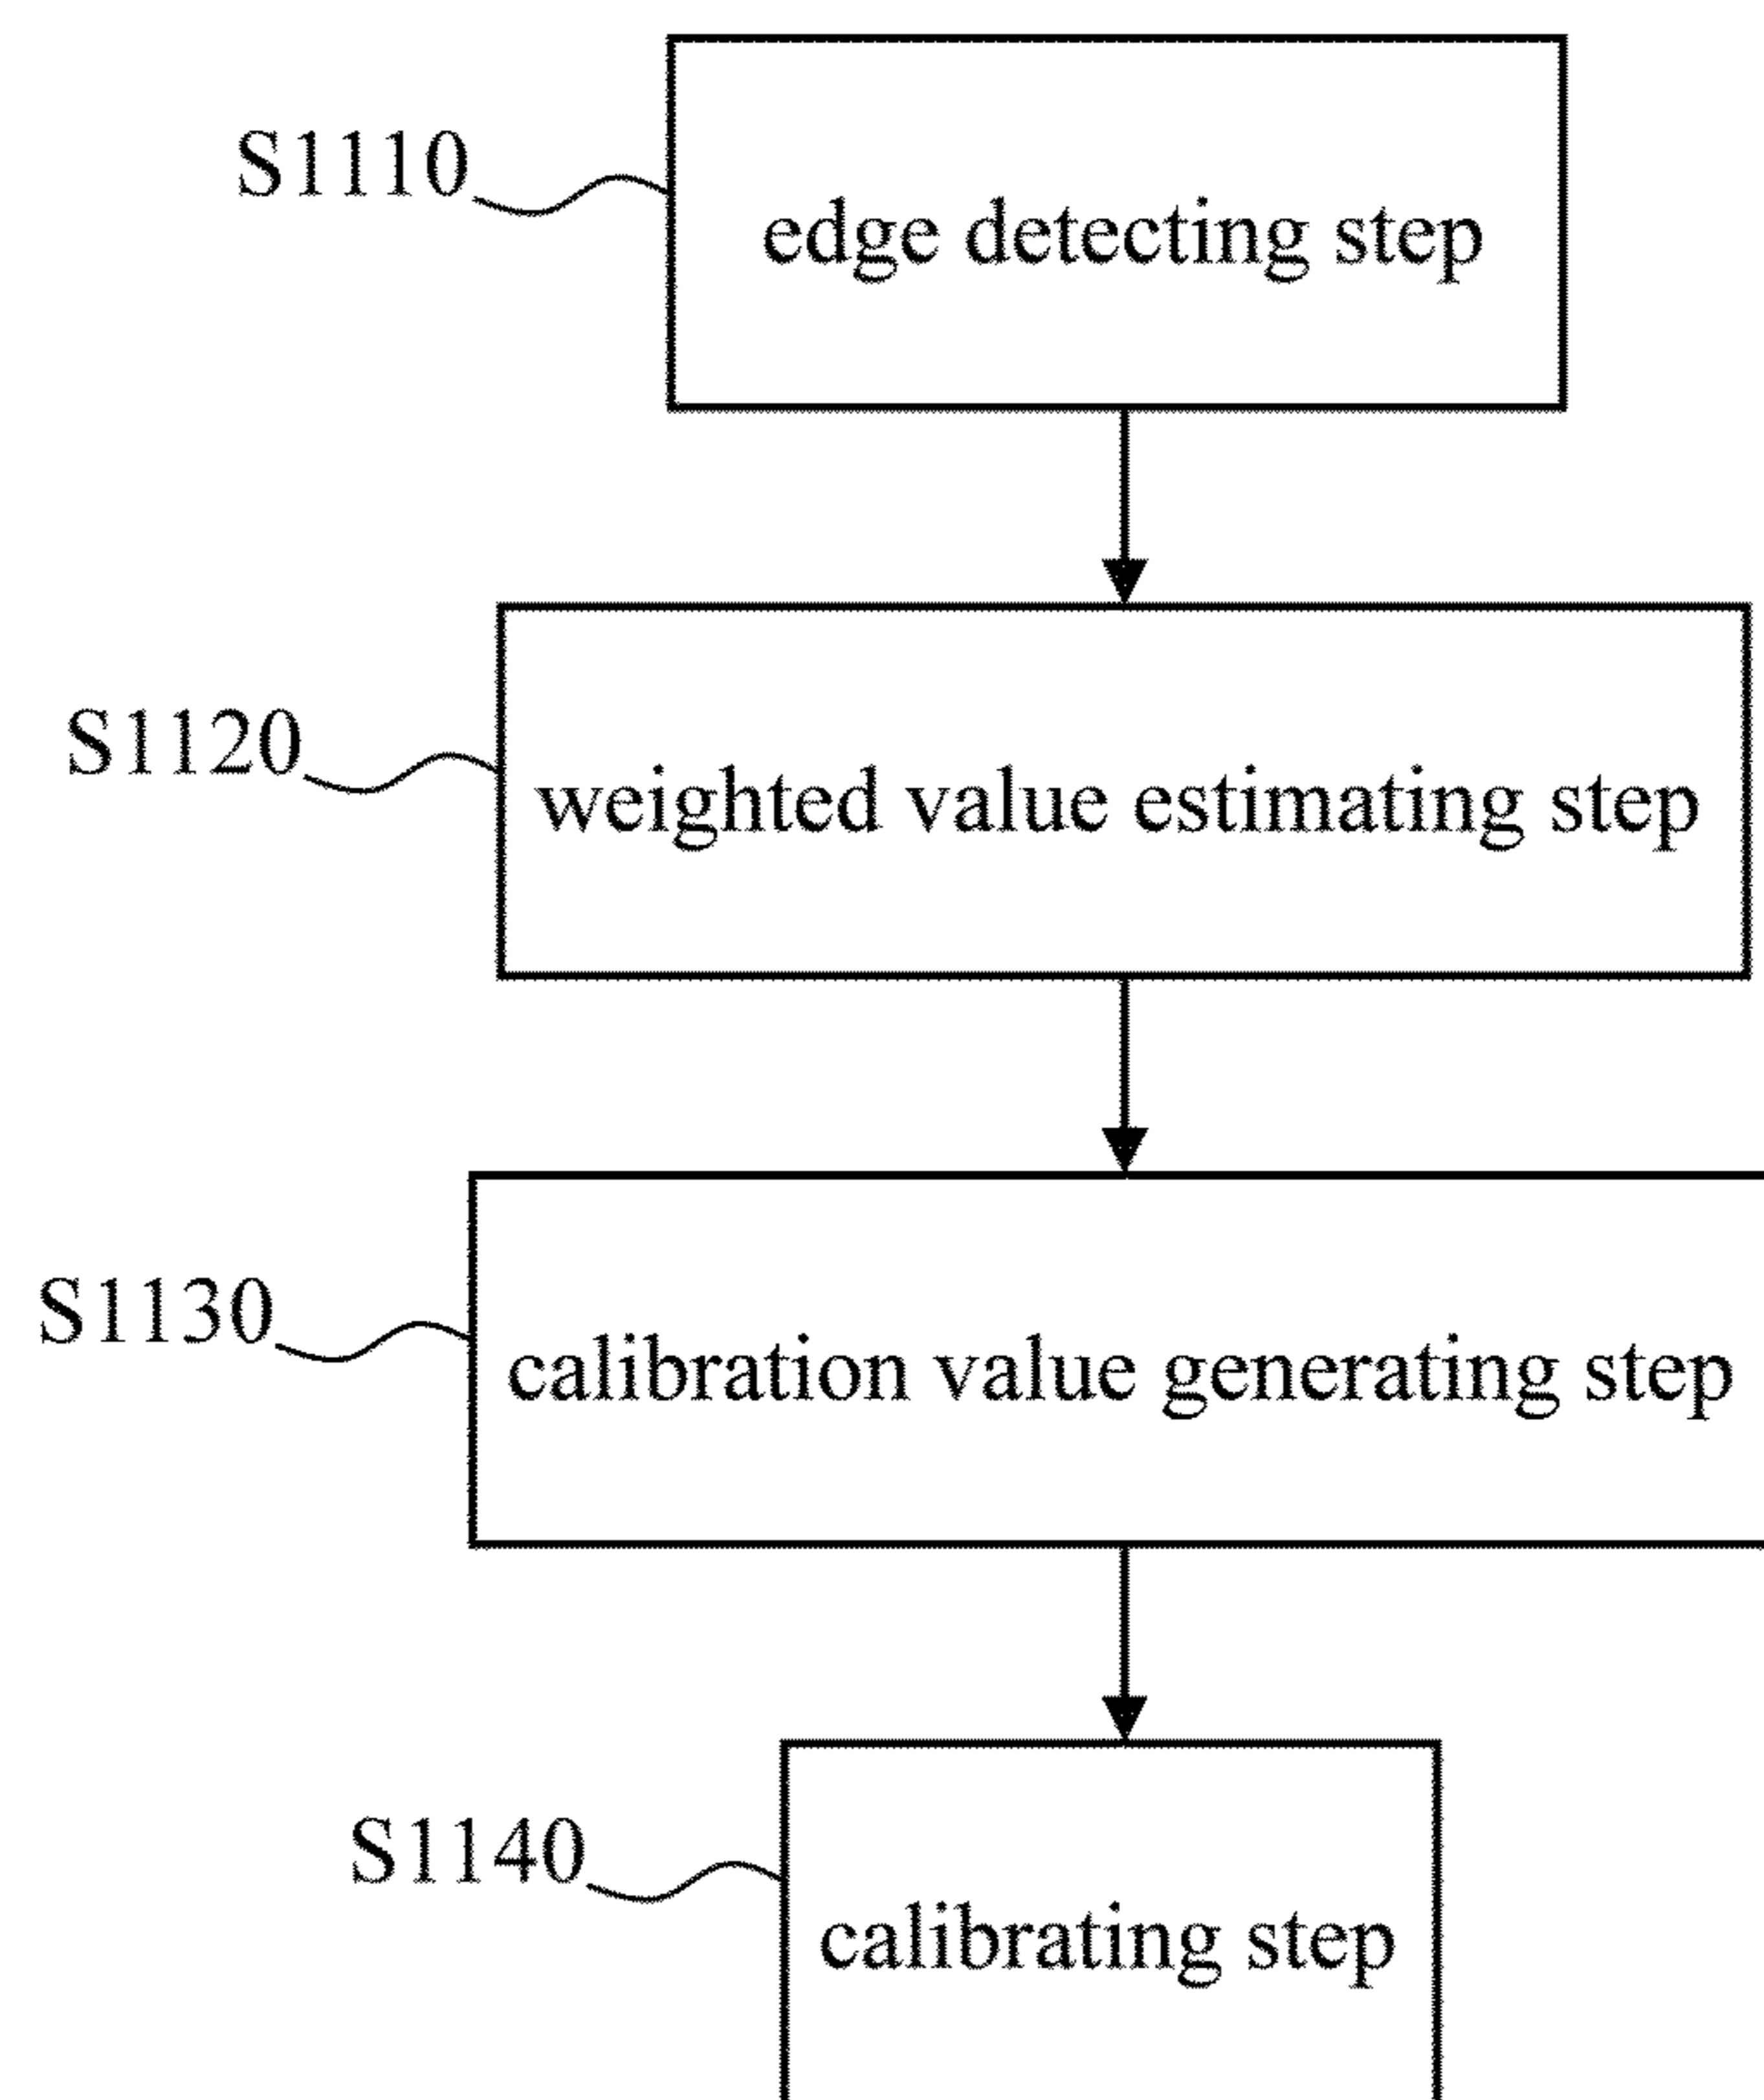 S1110
edge detecting step
S1120
weighted value estimating step
S1130
calibration value generating step
S1140
calibrating step